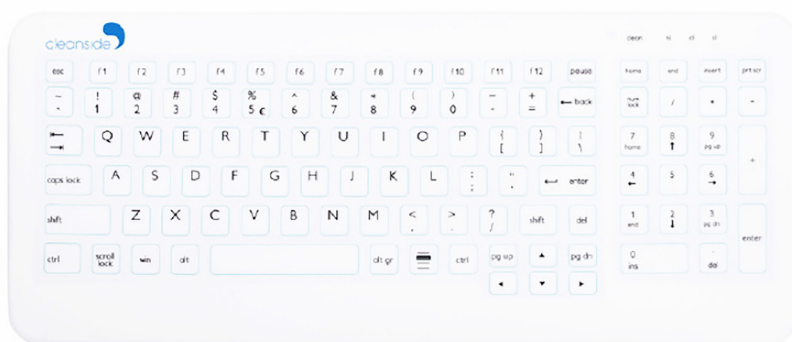 cleanside
clean
esc f1 f2 f3 f4 f5 f6 f7 f8 f9 f10 f11 f12 pause home end insert prt scr
~ ! @ # $ % ^ & * ( ) - + num lock / * -
` 1 2 3 4 5 € 6 7 8 9 0 = back
Q W E R T Y U I O P { } | 7 8 9
[ ] \ home pg up +
caps lock A S D F G H J K L : " enter 4 5 6
; '
shift Z X C V B N M < > ? shift del 1 2 3
, . / end pg dn enter
ctrl scroll lock win alt alt gr ctrl pg up pg dn 0 .
ins del